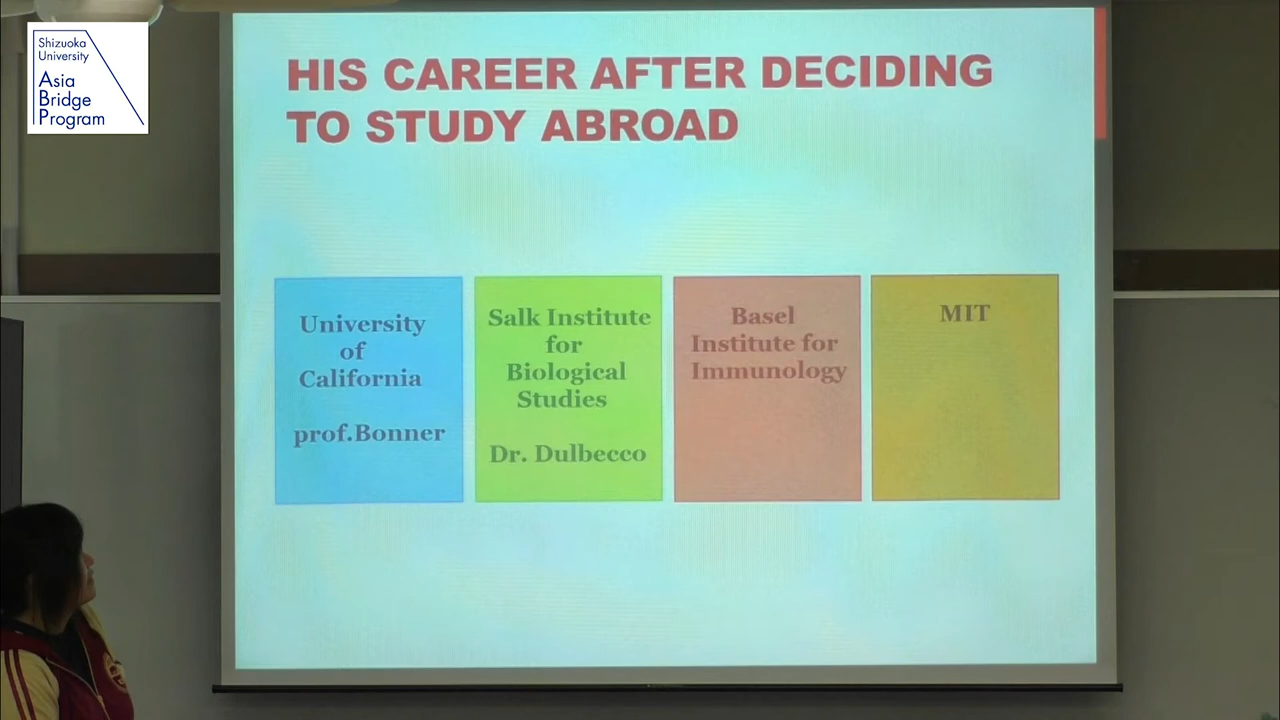 Shizuoka
University
Asia
Bridge
Program
HIS CAREER AFTER DECIDING
TO STUDY ABROAD
University
of
California
prof.Bonner
Salk Institute
for
Biological
Studies
Dr. Dulbecco
Basel
Institute for
Immunology
MIT